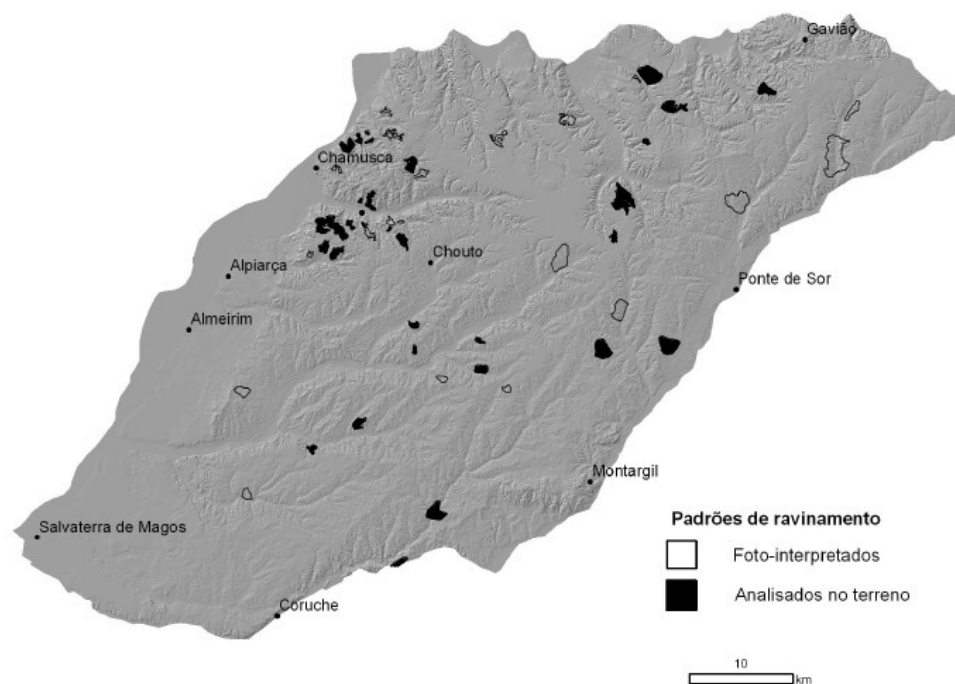 Gavião
Chamusca
Chouto
Alpiarça
Ponte de Sor
Almeirim
Montargil
Salvaterra de Magos
Coruche
Padrões de ravinamento
Foto-interpretados
Analisados no terreno
10
km